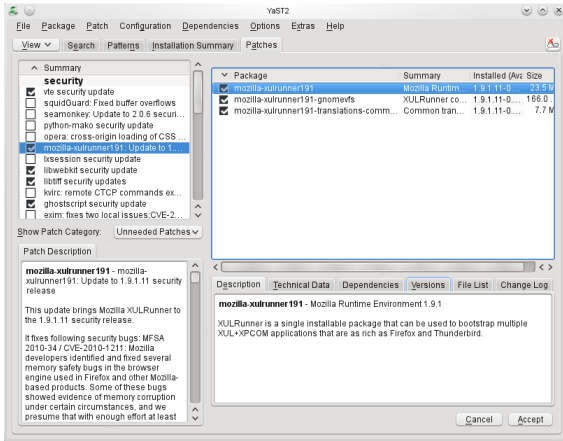 YaST2
File Package Patch Configuration Dependencies Options Extras Help
View Search Patterns Installation Summary Patches
Summary
security
vte security update
squidGuard: Fixed buffer overflows
seamonkey: Update to 2.0.6 securi...
python-mako security update
opera: cross-origin loading of CSS ...
mozilla-xulrunner191: Update to 1....
lxsession security update
libwebkit security update
libtiff security updates
kvirc: remote CTCP commands ex...
ghostscript security update
exim: fixes two local issues:CVE-2...
Show Patch Category: Unneeded Patches
Patch Description
mozilla-xulrunner191 - mozilla-
xulrunner191: Update to 1.9.1.11 security
release
This update brings Mozilla XULRunner to
the 1.9.1.11 security release.
It fixes following security bugs: MFSA
2010-34 / CVE-2010-1211: Mozilla
developers identified and fixed several
memory safety bugs in the browser
engine used in Firefox and other Mozilla-
based products. Some of these bugs
showed evidence of memory corruption
under certain circumstances, and we
presume that with enough effort at least
Package Summary Installed (Ava Size
mozilla-xulrunner191 Mozilla Runtim... 1.9.1.11-0.... 23.5 M
mozilla-xulrunner191-gnomevfs XULRunner co... 1.9.1.11-0.... 166.0 .
mozilla-xulrunner191-translations-comm... Common tran... 1.9.1.11-0.... 7.7 M
Description Technical Data Dependencies Versions File List Change Log
mozilla-xulrunner191 - Mozilla Runtime Environment 1.9.1
XULRunner is a single installable package that can be used to bootstrap multiple
XUL+XPCOM applications that are as rich as Firefox and Thunderbird.
Cancel Accept